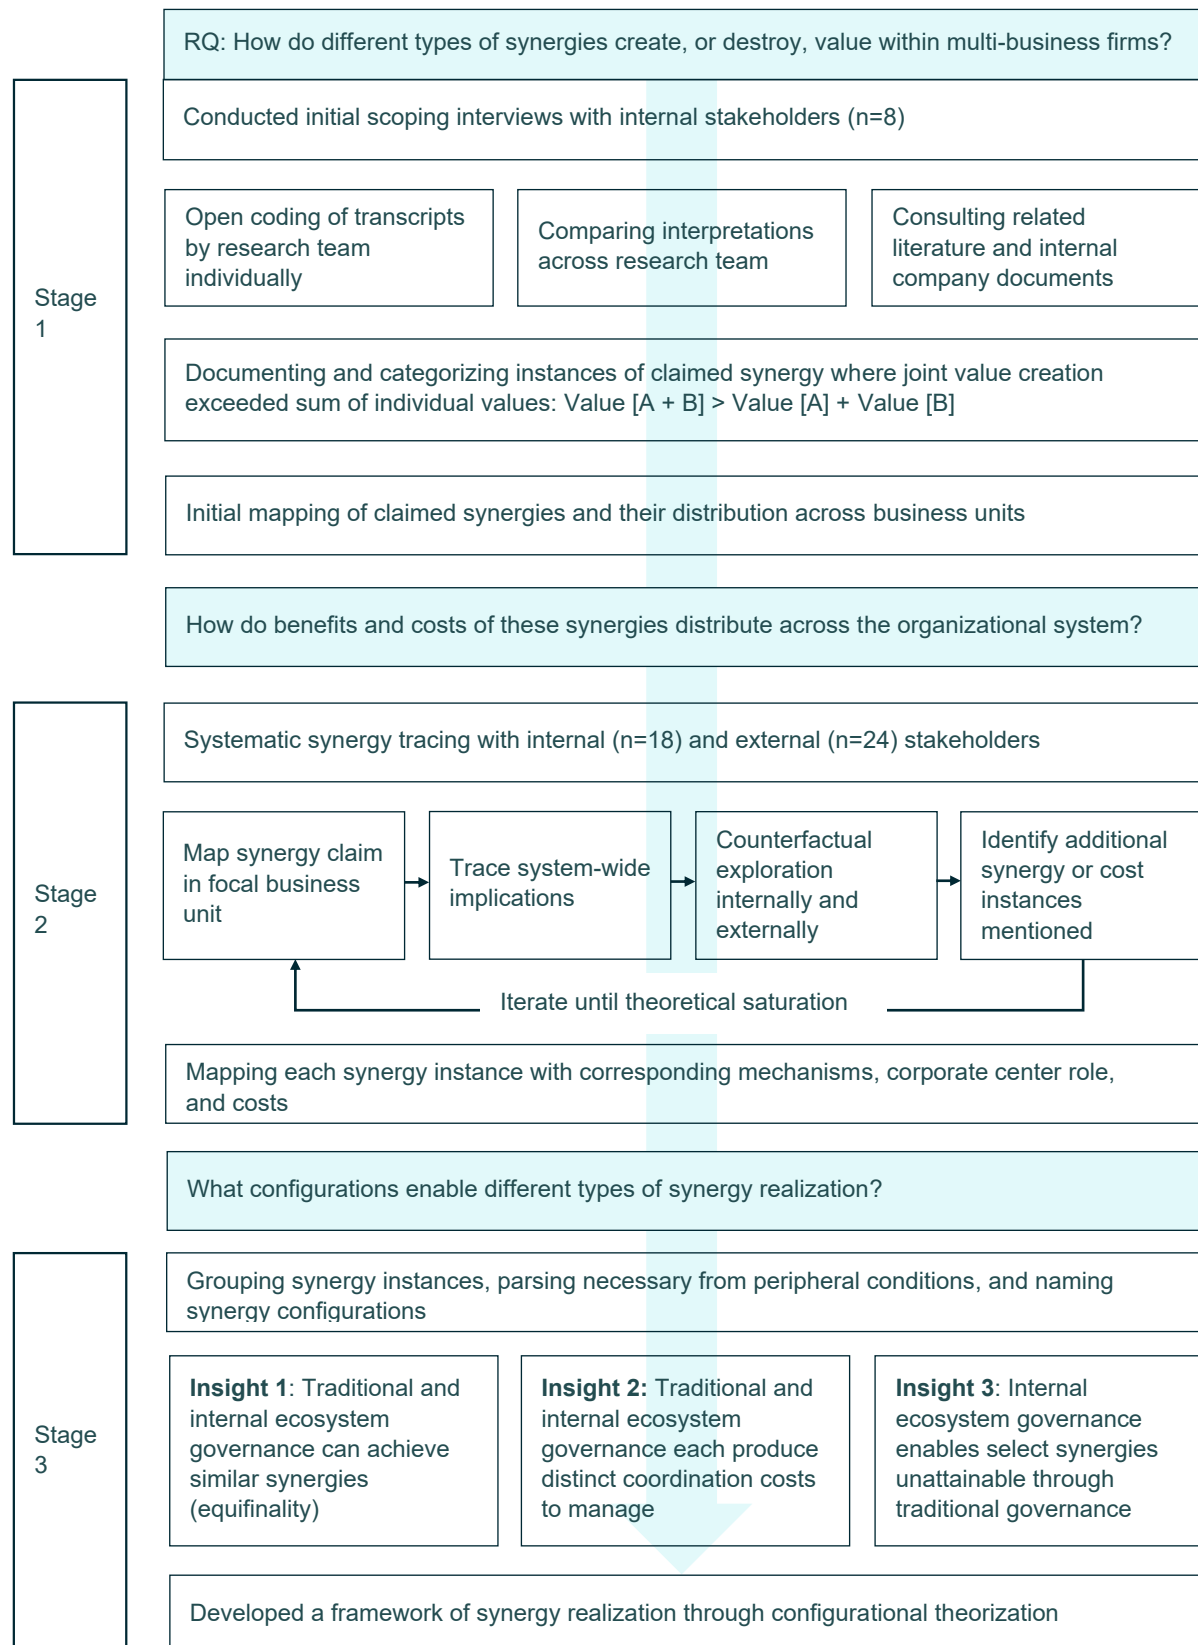 RQ: How do different types of synergies create, or destroy, value within multi-business firms?
Stage
1
Conducted initial scoping interviews with internal stakeholders (n=8)
Open coding of transcripts
by research team
individually
Comparing interpretations
across research team
Consulting related
literature and internal
company documents
Documenting and categorizing instances of claimed synergy where joint value creation
exceeded sum of individual values: Value [A + B] > Value [A] + Value [B]
Initial mapping of claimed synergies and their distribution across business units
How do benefits and costs of these synergies distribute across the organizational system?
Stage
2
Systematic synergy tracing with internal (n=18) and external (n=24) stakeholders
Map synergy claim
in focal business
unit
Trace system-wide
implications
Counterfactual
exploration
internally and
externally
Identify additional
synergy or cost
instances
mentioned
Iterate until theoretical saturation
Mapping each synergy instance with corresponding mechanisms, corporate center role,
and costs
What configurations enable different types of synergy realization?
Stage
3
Grouping synergy instances, parsing necessary from peripheral conditions, and naming
synergy configurations
Insight 1: Traditional and
internal ecosystem
governance can achieve
similar synergies
(equifinality)
Insight 2: Traditional and
internal ecosystem
governance each produce
distinct coordination costs
to manage
Insight 3: Internal
ecosystem governance
enables select synergies
unattainable through
traditional governance
Developed a framework of synergy realization through configurational theorization